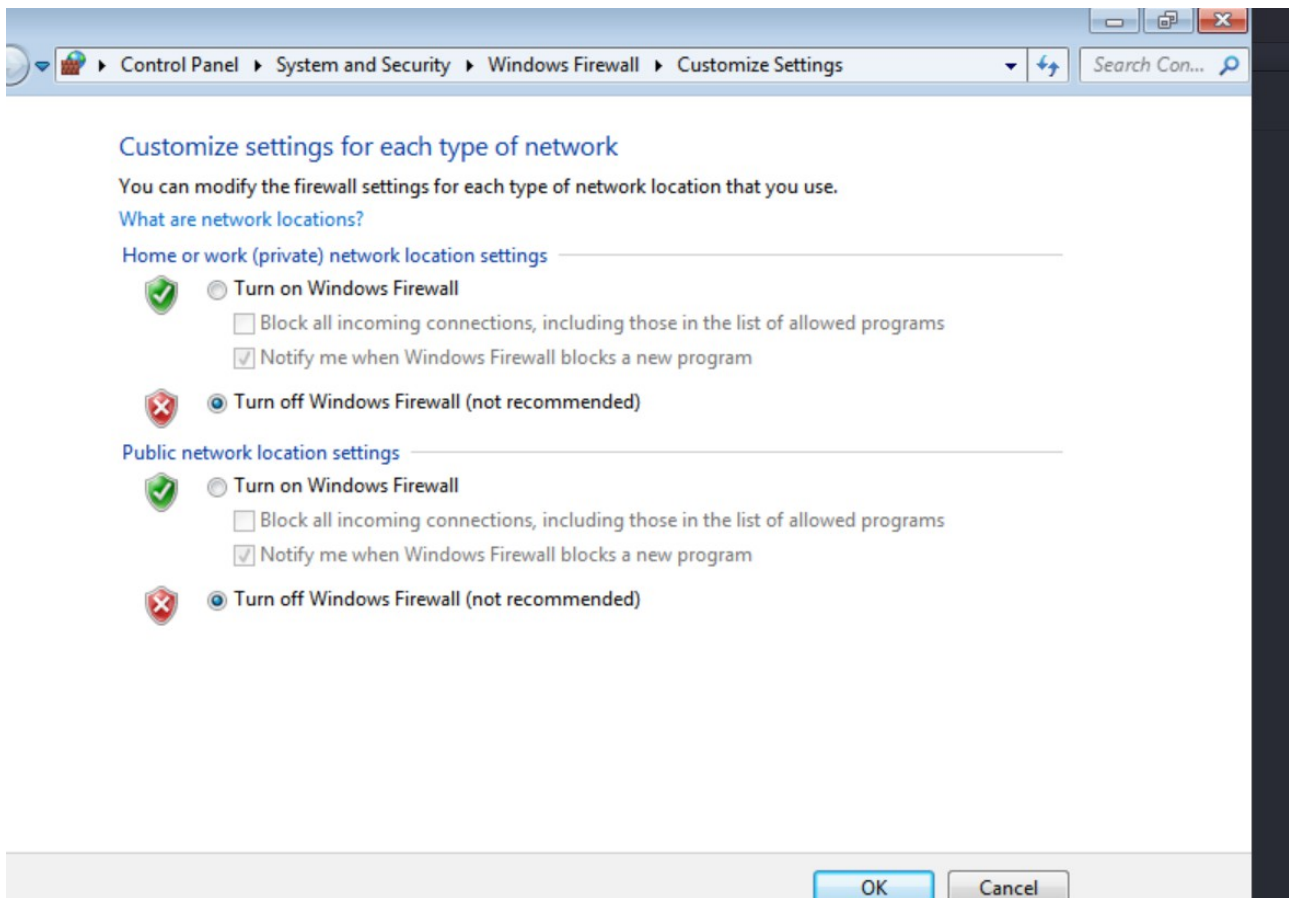 Control Panel ▸ System and Security ▸ Windows Firewall ▸ Customize Settings
Search Con...
Customize settings for each type of network
You can modify the firewall settings for each type of network location that you use.
What are network locations?
Home or work (private) network location settings
Turn on Windows Firewall
Block all incoming connections, including those in the list of allowed programs
Notify me when Windows Firewall blocks a new program
Turn off Windows Firewall (not recommended)
Public network location settings
Turn on Windows Firewall
Block all incoming connections, including those in the list of allowed programs
Notify me when Windows Firewall blocks a new program
Turn off Windows Firewall (not recommended)
OK Cancel